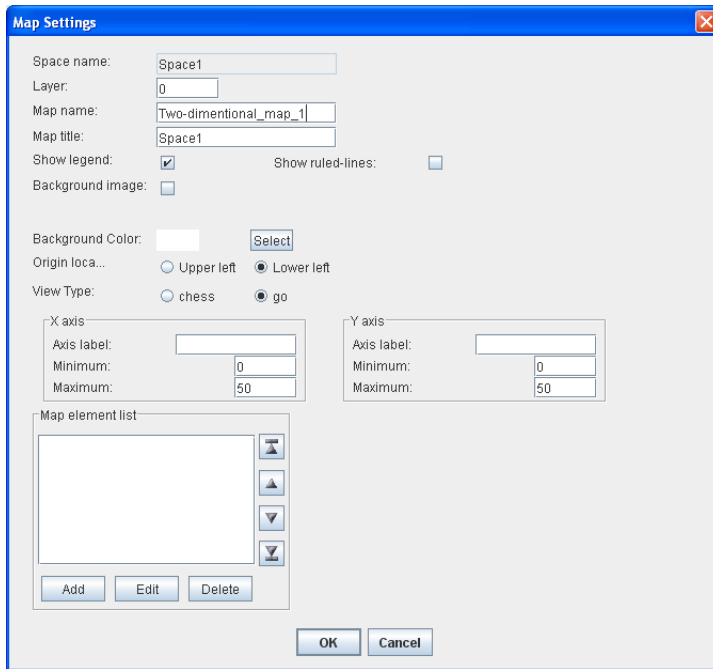 Map Settings
Space name: Space1
Layer: 0
Map name: Two-dimentional_map_1
Map title: Space1
Show legend: Show ruled-lines:
Background image:
Background Color: Select
Origin loca... Upper left Lower left
View Type: chess go
X axis Y axis
Axis label: Axis label:
Minimum: 0 Minimum: 0
Maximum: 50 Maximum: 50
Map element list
Add Edit Delete
OK Cancel